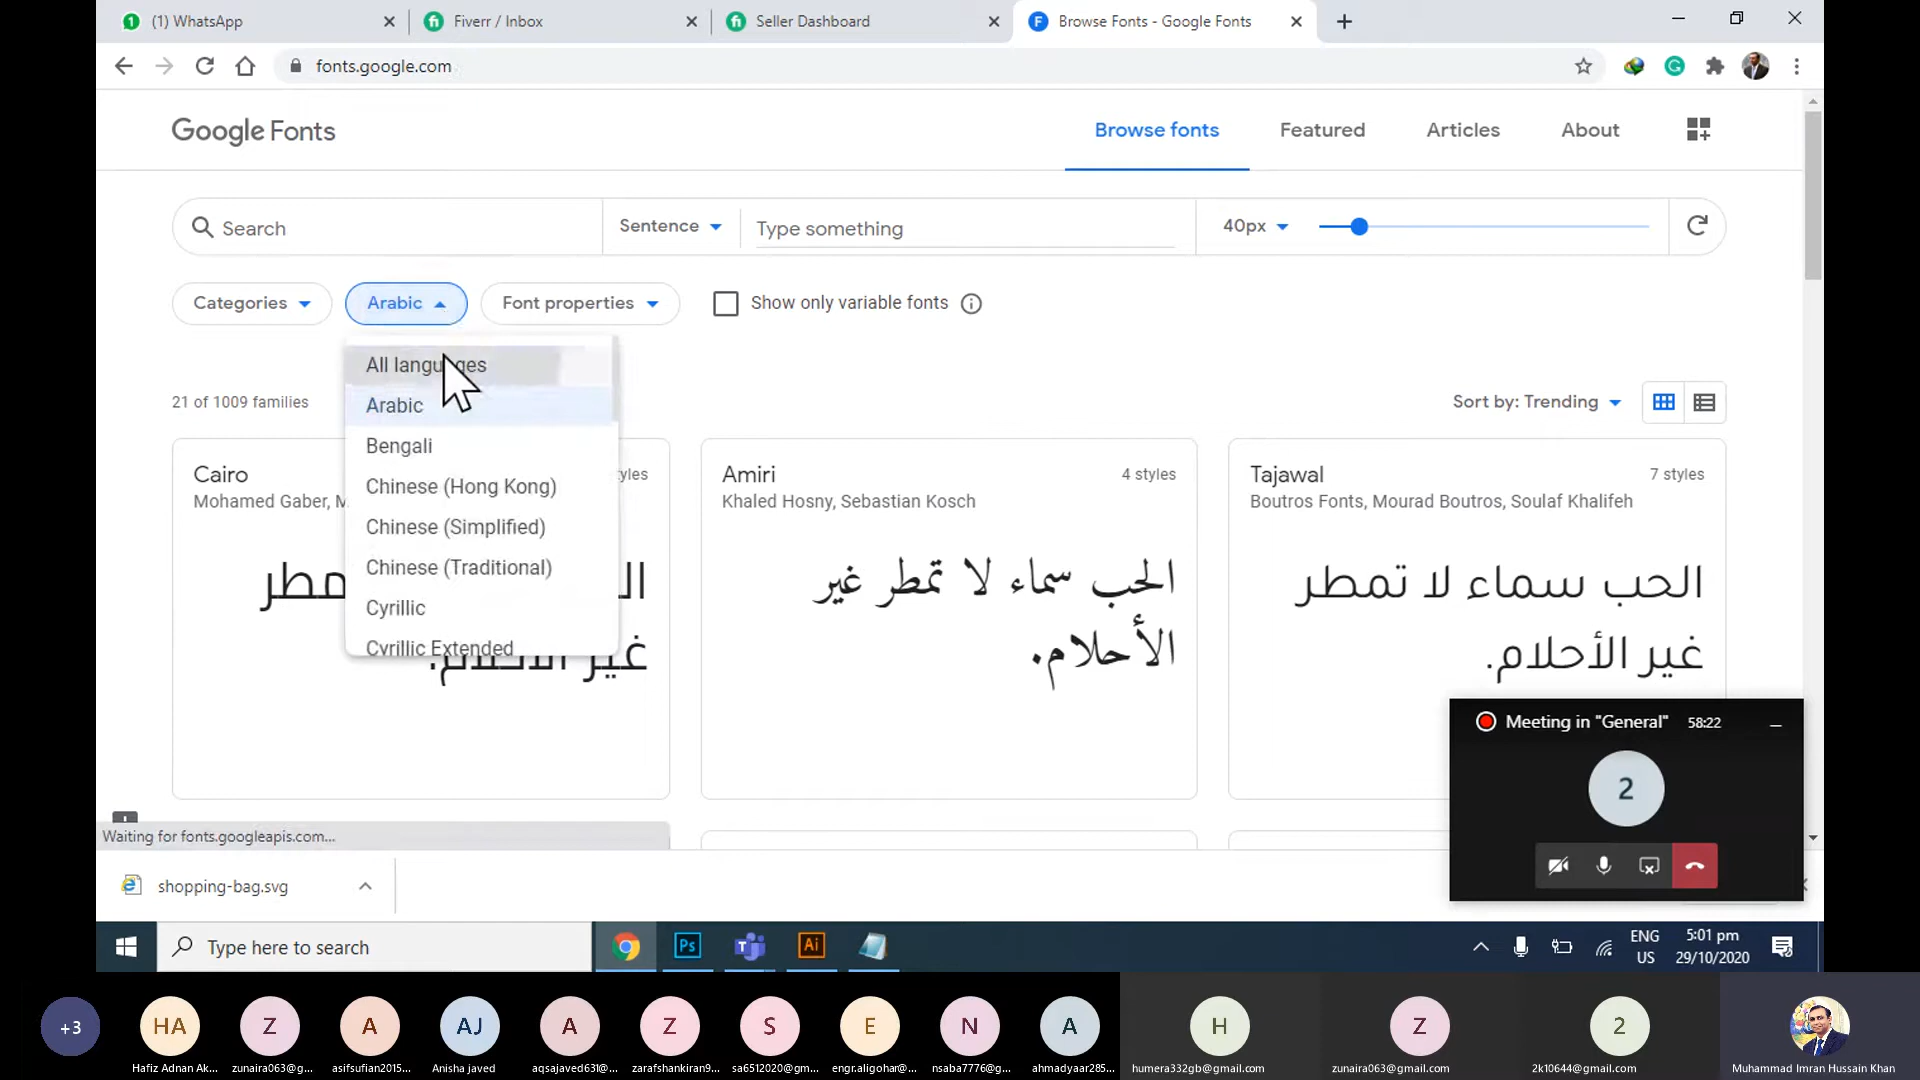 (1) WhatsApp
Fiverr / Inbox
Seller Dashboard
Browse Fonts - Google Fonts
fonts.google.com
Google Fonts
Browse fonts
Featured
Articles
About
Search
Sentence
Type something
40px
Categories
Arabic
Font properties
Show only variable fonts
All languages
Arabic
Bengali
Chinese (Hong Kong)
Chinese (Simplified)
Chinese (Traditional)
Cyrillic
Cyrillic Extended
21 of 1009 families
Sort by: Trending
Cairo
Mohamed Gaber, M
Amiri
4 styles
Khaled Hosny, Sebastian Kosch
الحب سماء لا تمطر غير
الأحلام.
Tajawal
7 styles
Boutros Fonts, Mourad Boutros, Soulaf Khalifeh
الحب سماء لا تمطر
غير الأحلام.
Meeting in "General"
58:22
2
Waiting for fonts.googleapis.com...
shopping-bag.svg
Type here to search
Ps
Ai
ENG
US
5:01 pm
29/10/2020
+3
HA
Z
A
AJ
A
Z
S
E
N
A
H
Z
2
Hafiz Adnan Ak...
zunaira063@g...
asifsufian2015...
Anisha javed
aqsajaved631@...
zarafshankiran9...
sa6512020@gm...
engr.aligohar@...
nsaba7776@g...
ahmadyaar285...
humera332gb@gmail.com
zunaira063@gmail.com
2k10644@gmail.com
Muhammad Imran Hussain Khan